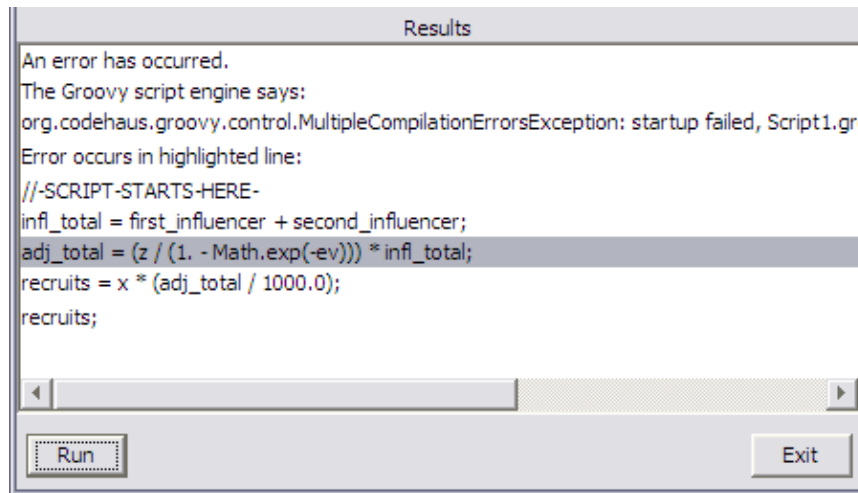 Results
An error has occurred.
The Groovy script engine says:
org.codehaus.groovy.control.MultipleCompilationErrorsException: startup failed, Script1.gr
Error occurs in highlighted line:
//-SCRIPT-STARTS-HERE-
infl_total = first_influencer + second_influencer;
adj_total = (z / (1. - Math.exp(-ev))) * infl_total;
recruits = x * (adj_total / 1000.0);
recruits;
Run Exit